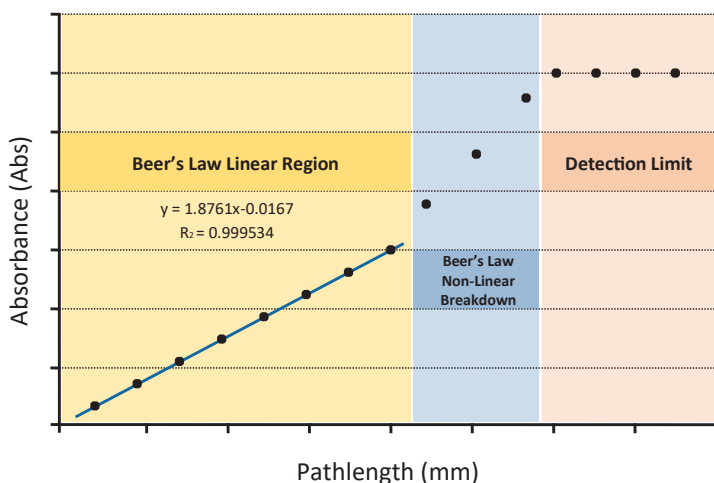 Absorbance (Abs)
Beer's Law Linear Region
y = 1.8761x-0.0167
R₂ = 0.999534
Beer's Law
Non-Linear
Breakdown
Detection Limit
Pathlength (mm)